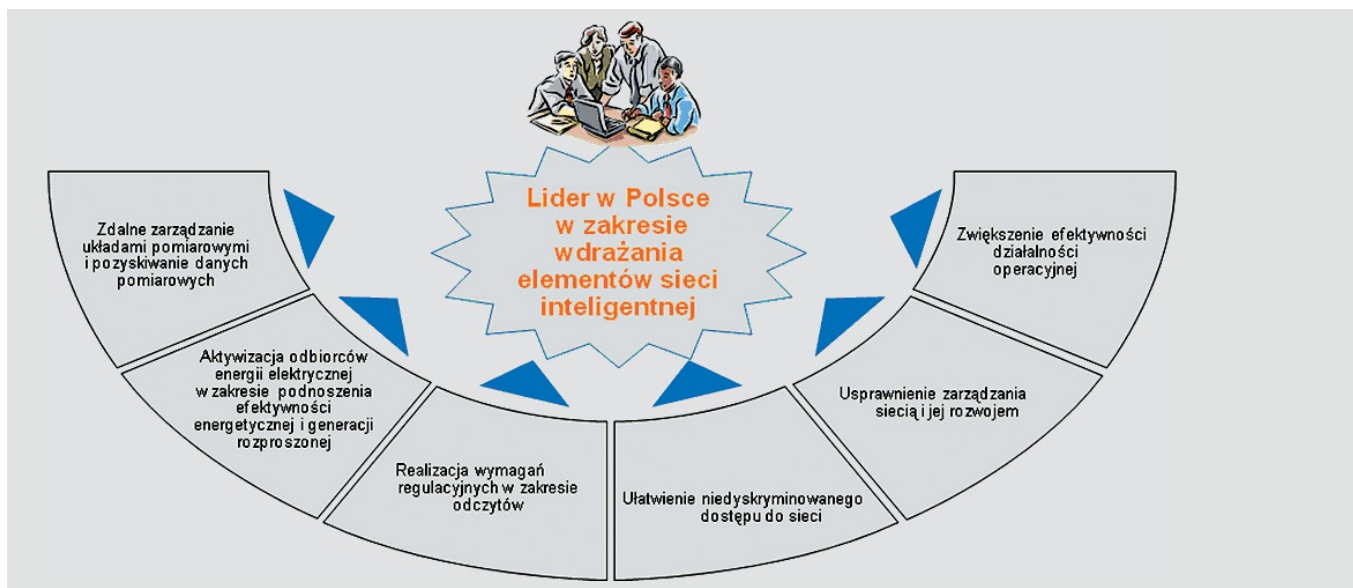 Lider w Polsce
w zakresie
wdrażania
elementów sieci
inteligentnej
Zdalne zarządzanie
układami pomiarowymi
i pozyskiwanie danych
pomiarowych
Aktywizacja odbiorców
energii elektrycznej
w zakresie podnoszenia
efektywności
energetycznej i generacji
rozproszonej
Realizacja wymagań
regulacyjnych w zakresie
odczytów
Ułatwienie niedyskryminowanego
dostępu do sieci
Usprawnienie zarządzania
siecią i jej rozwojem
Zwiększenie efektywności
działalności
operacyjnej